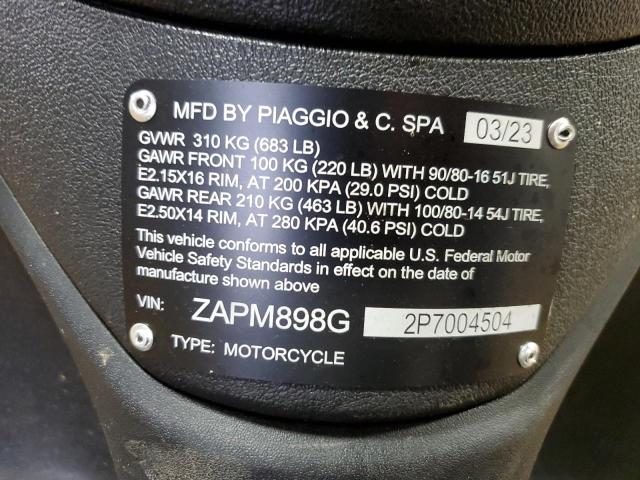 MFD BY PIAGGIO & C. SPA 03/23
GVWR 310 KG (683 LB)
GAWR FRONT 100 KG (220 LB) WITH 90/80-16 51J TIRE,
E2.15X16 RIM, AT 200 KPA (29.0 PSI) COLD
GAWR REAR 210 KG (463 LB) WITH 100/80-14 54J TIRE,
E2.50X14 RIM, AT 280 KPA (40.6 PSI) COLD
This vehicle conforms to all applicable U.S. Federal Motor
Vehicle Safety Standards in effect on the date of
manufacture shown above
VIN: ZAPM898G 2P7004504
TYPE: MOTORCYCLE